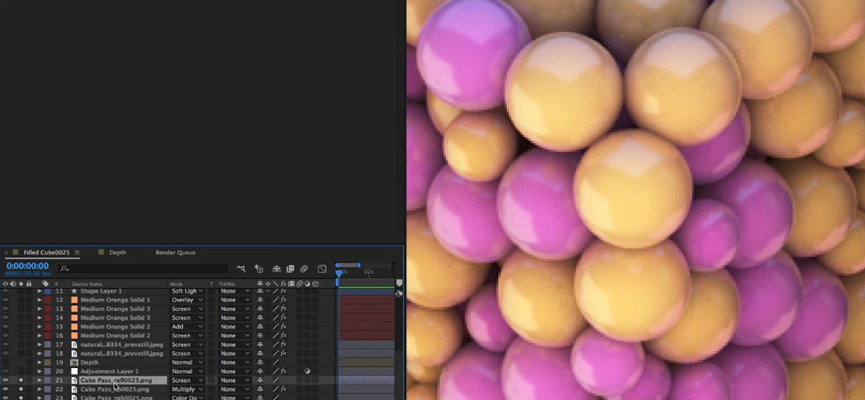 Filled Cube0025 Depth Render Queue
0:00:00:00
02s
Source Name Mode T TrkMat
11 Shape Layer 1 Soft Ligh None
12 Medium Orange Solid 1 Overlay None
13 Medium Orange Solid 3 Screen None
14 Medium Orange Solid 3 Screen None
15 Medium Orange Solid 2 Add None
16 Medium Orange Solid 2 Screen None
17 natural...8334_prevstill.jpeg Screen None
18 natural...8334_prevstill.jpeg Screen None
19 Depth Normal None
20 Adjustment Layer 1 Normal None
21 Cube Pass_refl0025.png Screen None
22 Cube Pass_ao0025.png Multiply None
23 Cube Pass_rgb0025.png Color Do None